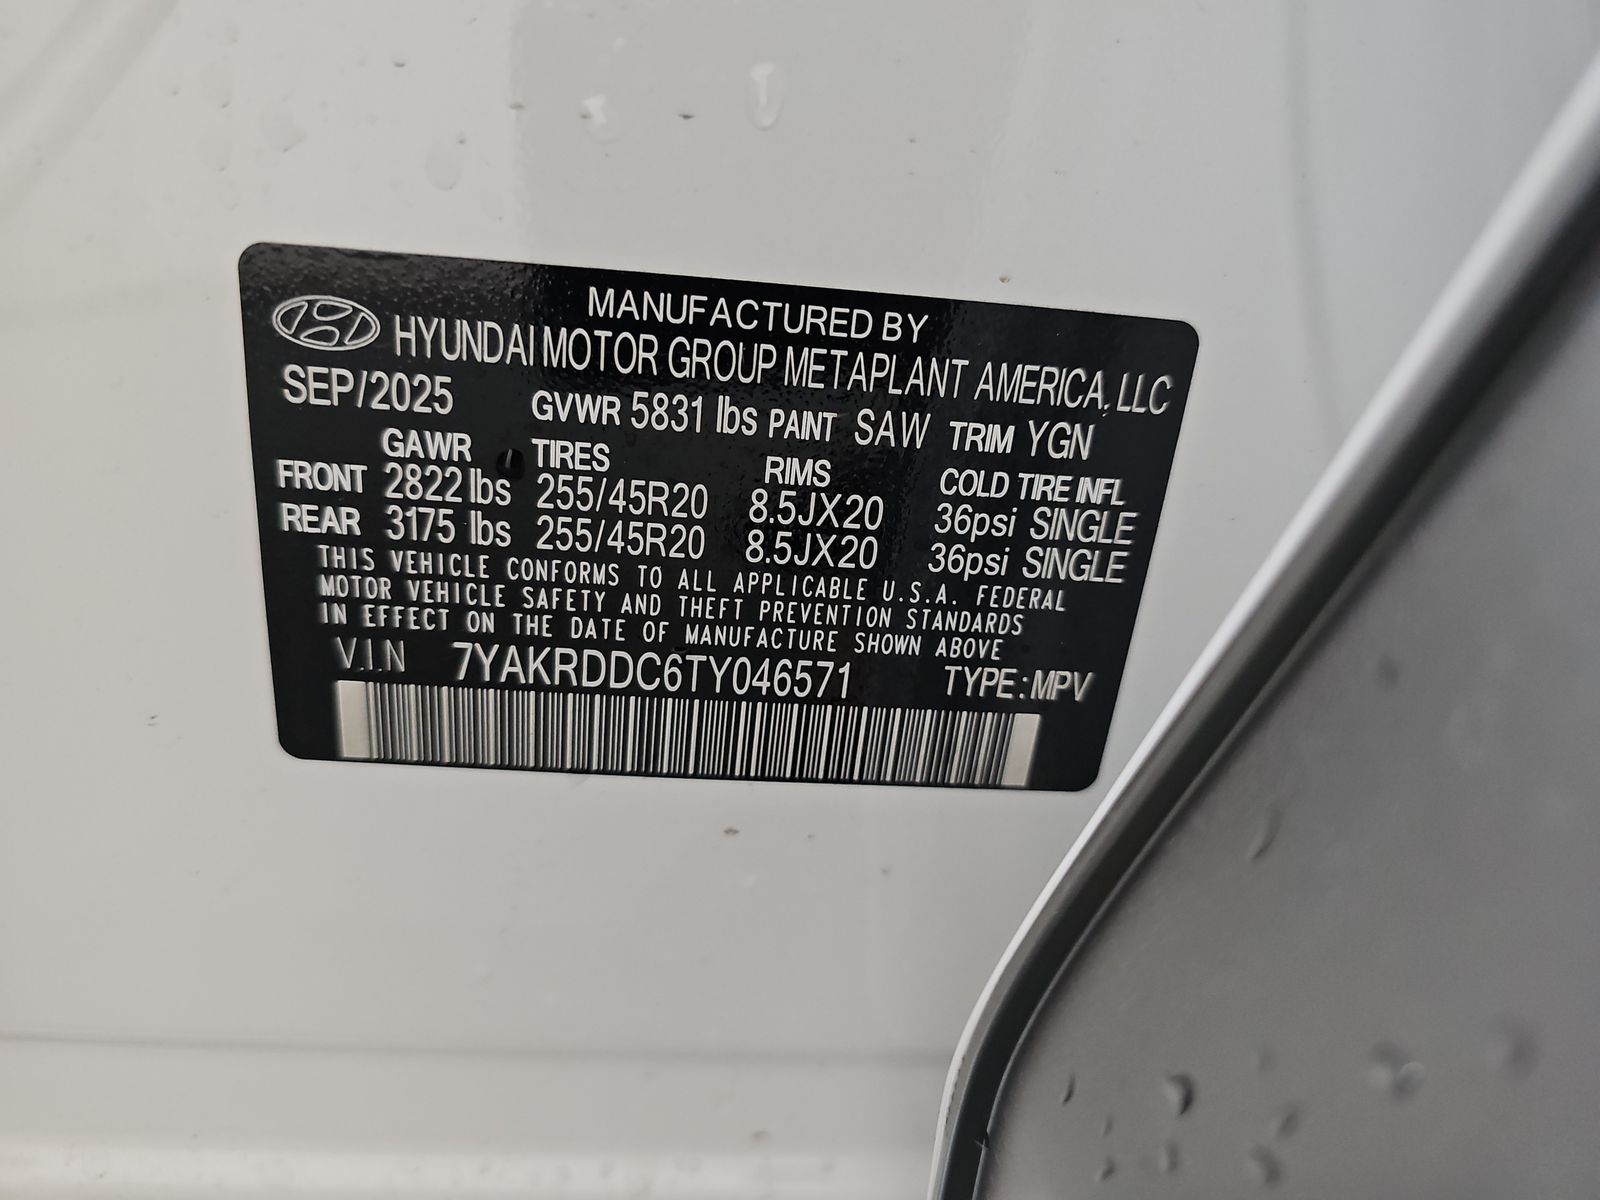 MANUFACTURED BY
HYUNDAI MOTOR GROUP METAPLANT AMERICA, LLC
SEP/2025 GVWR 5831 lbs PAINT SAW TRIM YGN
GAWR TIRES RIMS COLD TIRE INFL
FRONT 2822 lbs 255/45R20 8.5JX20 36psi SINGLE
REAR 3175 lbs 255/45R20 8.5JX20 36psi SINGLE
THIS VEHICLE CONFORMS TO ALL APPLICABLE U.S.A. FEDERAL
MOTOR VEHICLE SAFETY AND THEFT PREVENTION STANDARDS
IN EFFECT ON THE DATE OF MANUFACTURE SHOWN ABOVE
V.I.N 7YAKRDDC6TY046571 TYPE: MPV